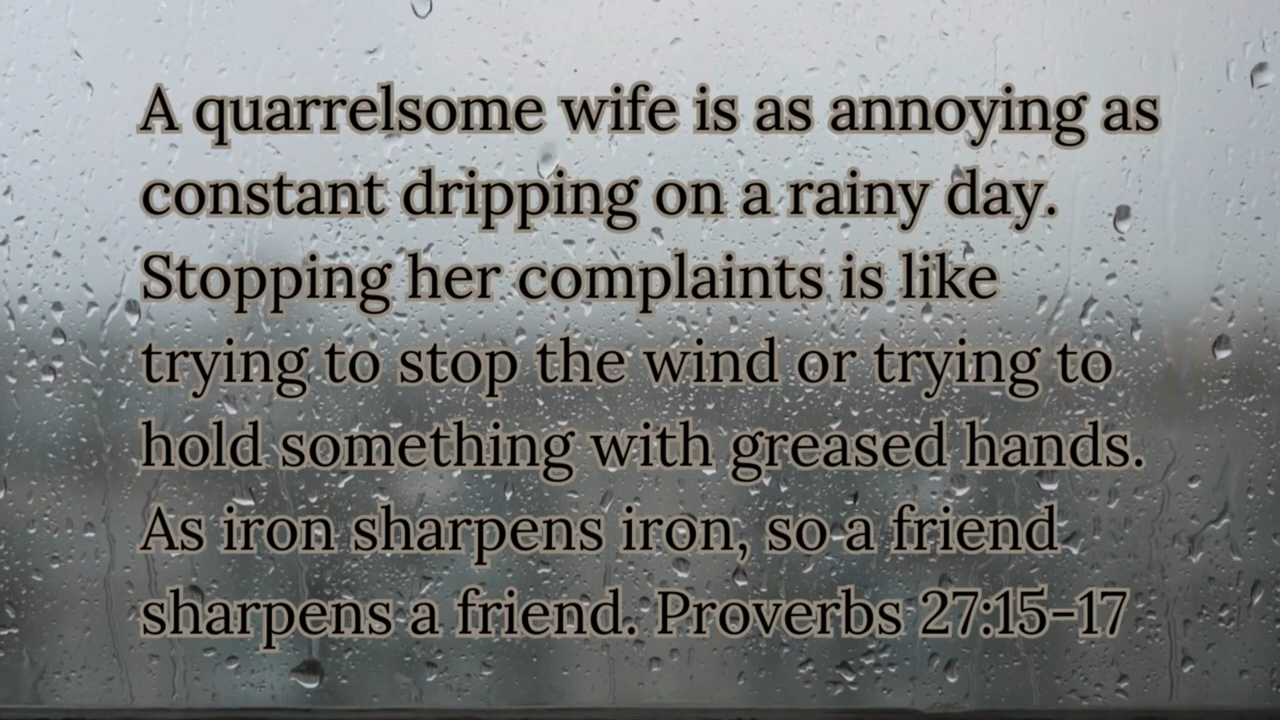 A quarrelsome wife is as annoying as
constant dripping on a rainy day.
Stopping her complaints is like
trying to stop the wind or trying to
hold something with greased hands.
As iron sharpens iron, so a friend
sharpens a friend. Proverbs 27:15-17